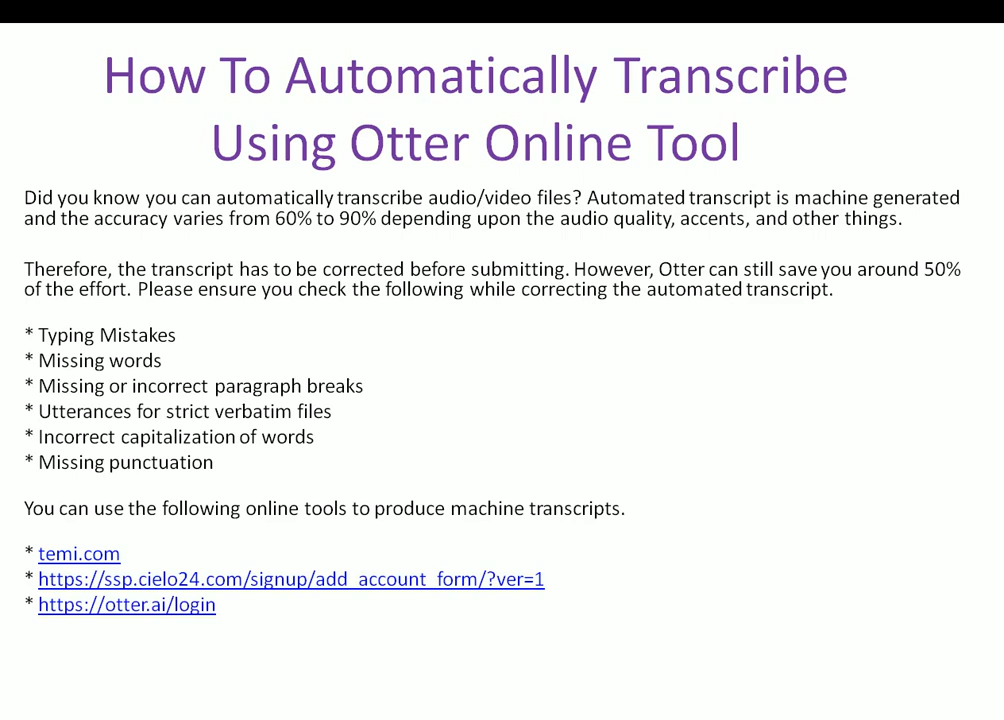 How To Automatically Transcribe
Using Otter Online Tool
Did you know you can automatically transcribe audio/video files? Automated transcript is machine generated
and the accuracy varies from 60% to 90% depending upon the audio quality, accents, and other things.
Therefore, the transcript has to be corrected before submitting. However, Otter can still save you around 50%
of the effort. Please ensure you check the following while correcting the automated transcript.
* Typing Mistakes
* Missing words
* Missing or incorrect paragraph breaks
* Utterances for strict verbatim files
* Incorrect capitalization of words
* Missing punctuation
You can use the following online tools to produce machine transcripts.
* temi.com
* https://ssp.cielo24.com/signup/add_account_form/?ver=1
* https://otter.ai/login